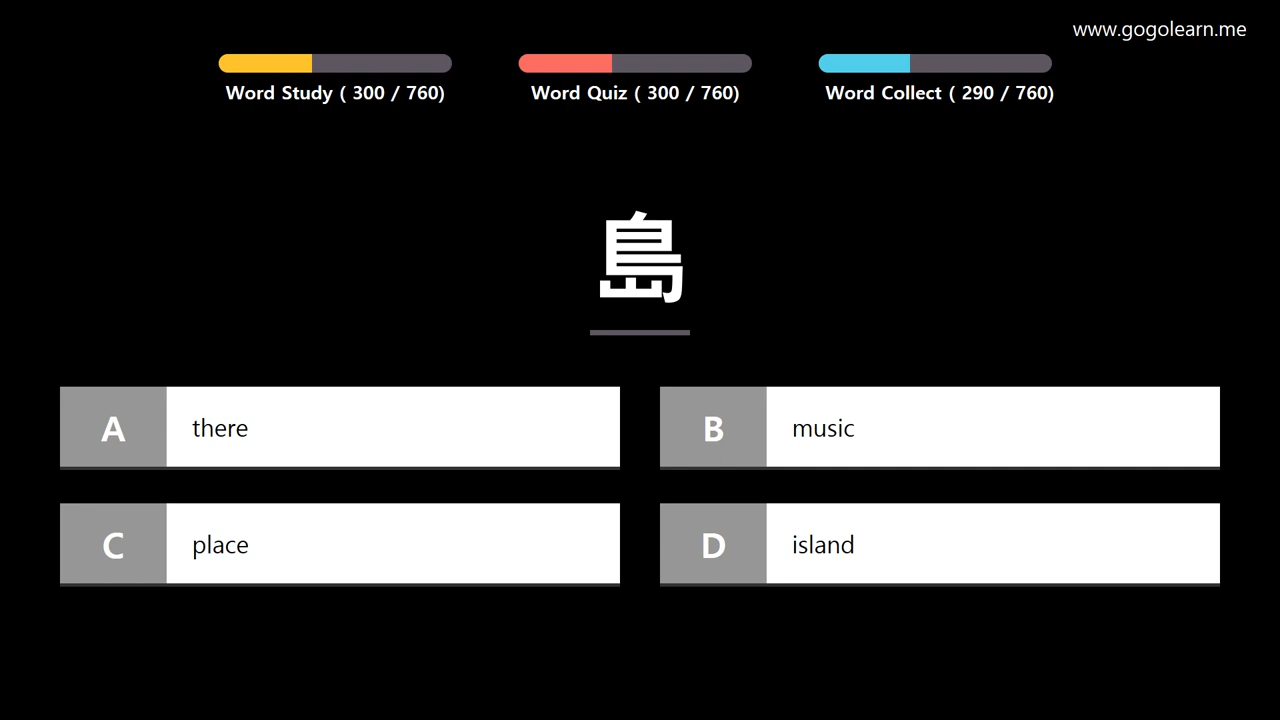 www.gogolearn.me
Word Study ( 300 / 760)
Word Quiz ( 300 / 760)
Word Collect ( 290 / 760)
島
A there
B music
C place
D island